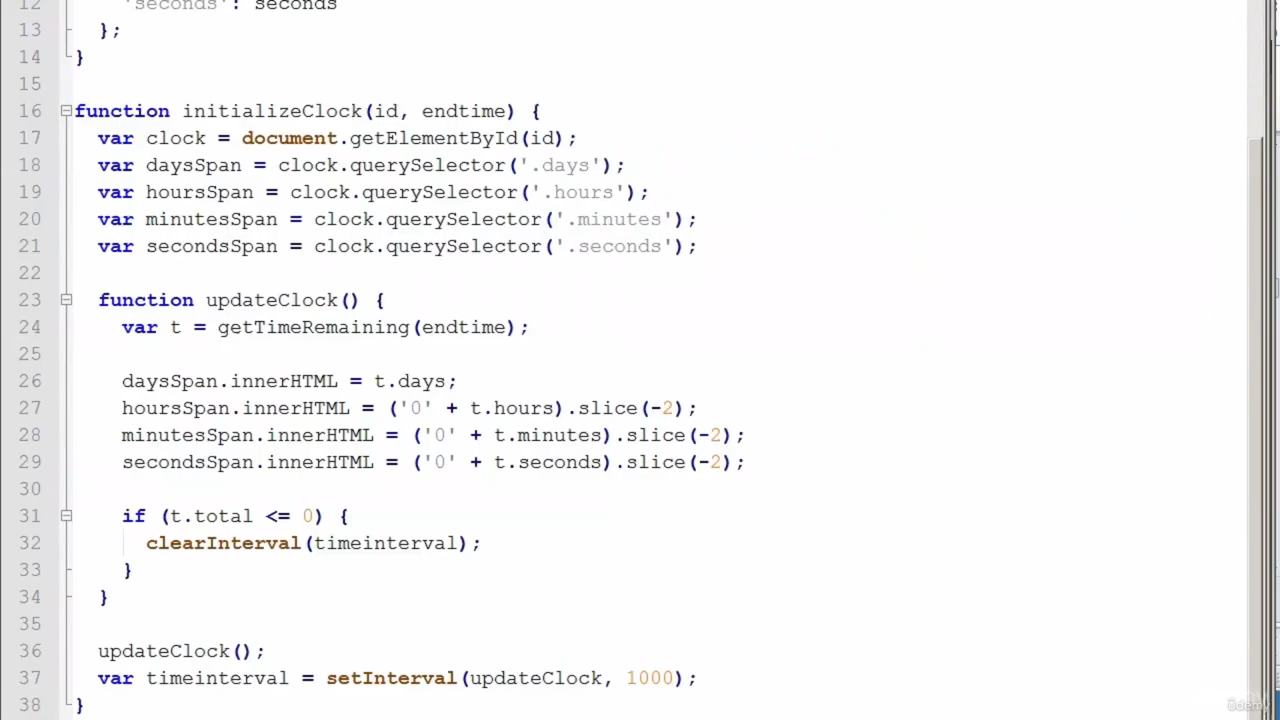 12 'seconds': seconds
13 };
14 }
15
16 function initializeClock(id, endtime) {
17 var clock = document.getElementById(id);
18 var daysSpan = clock.querySelector('.days');
19 var hoursSpan = clock.querySelector('.hours');
20 var minutesSpan = clock.querySelector('.minutes');
21 var secondsSpan = clock.querySelector('.seconds');
22
23 function updateClock() {
24 var t = getTimeRemaining(endtime);
25
26 daysSpan.innerHTML = t.days;
27 hoursSpan.innerHTML = ('0' + t.hours).slice(-2);
28 minutesSpan.innerHTML = ('0' + t.minutes).slice(-2);
29 secondsSpan.innerHTML = ('0' + t.seconds).slice(-2);
30
31 if (t.total <= 0) {
32 clearInterval(timeinterval);
33 }
34 }
35
36 updateClock();
37 var timeinterval = setInterval(updateClock, 1000);
38 }
ûdemy